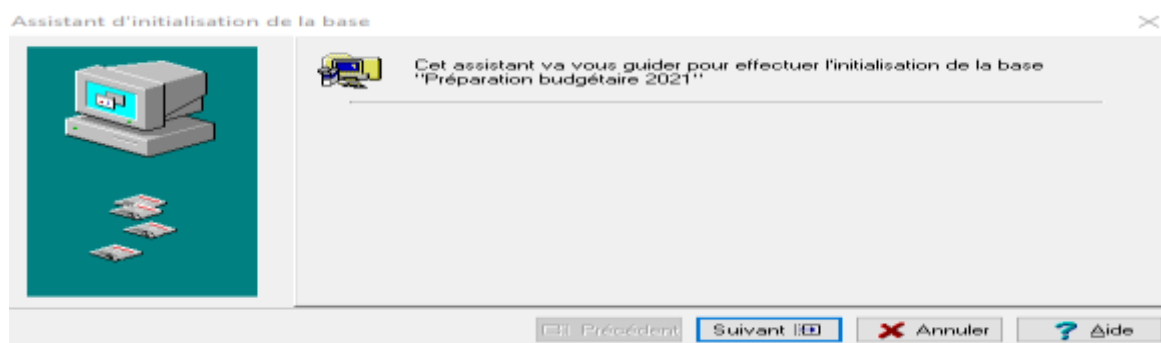 Assistant d'initialisation de la base
Cet assistant va vous guider pour effectuer l'initialisation de la base
"Préparation budgétaire 2021"
Précédent Suivant Annuler Aide